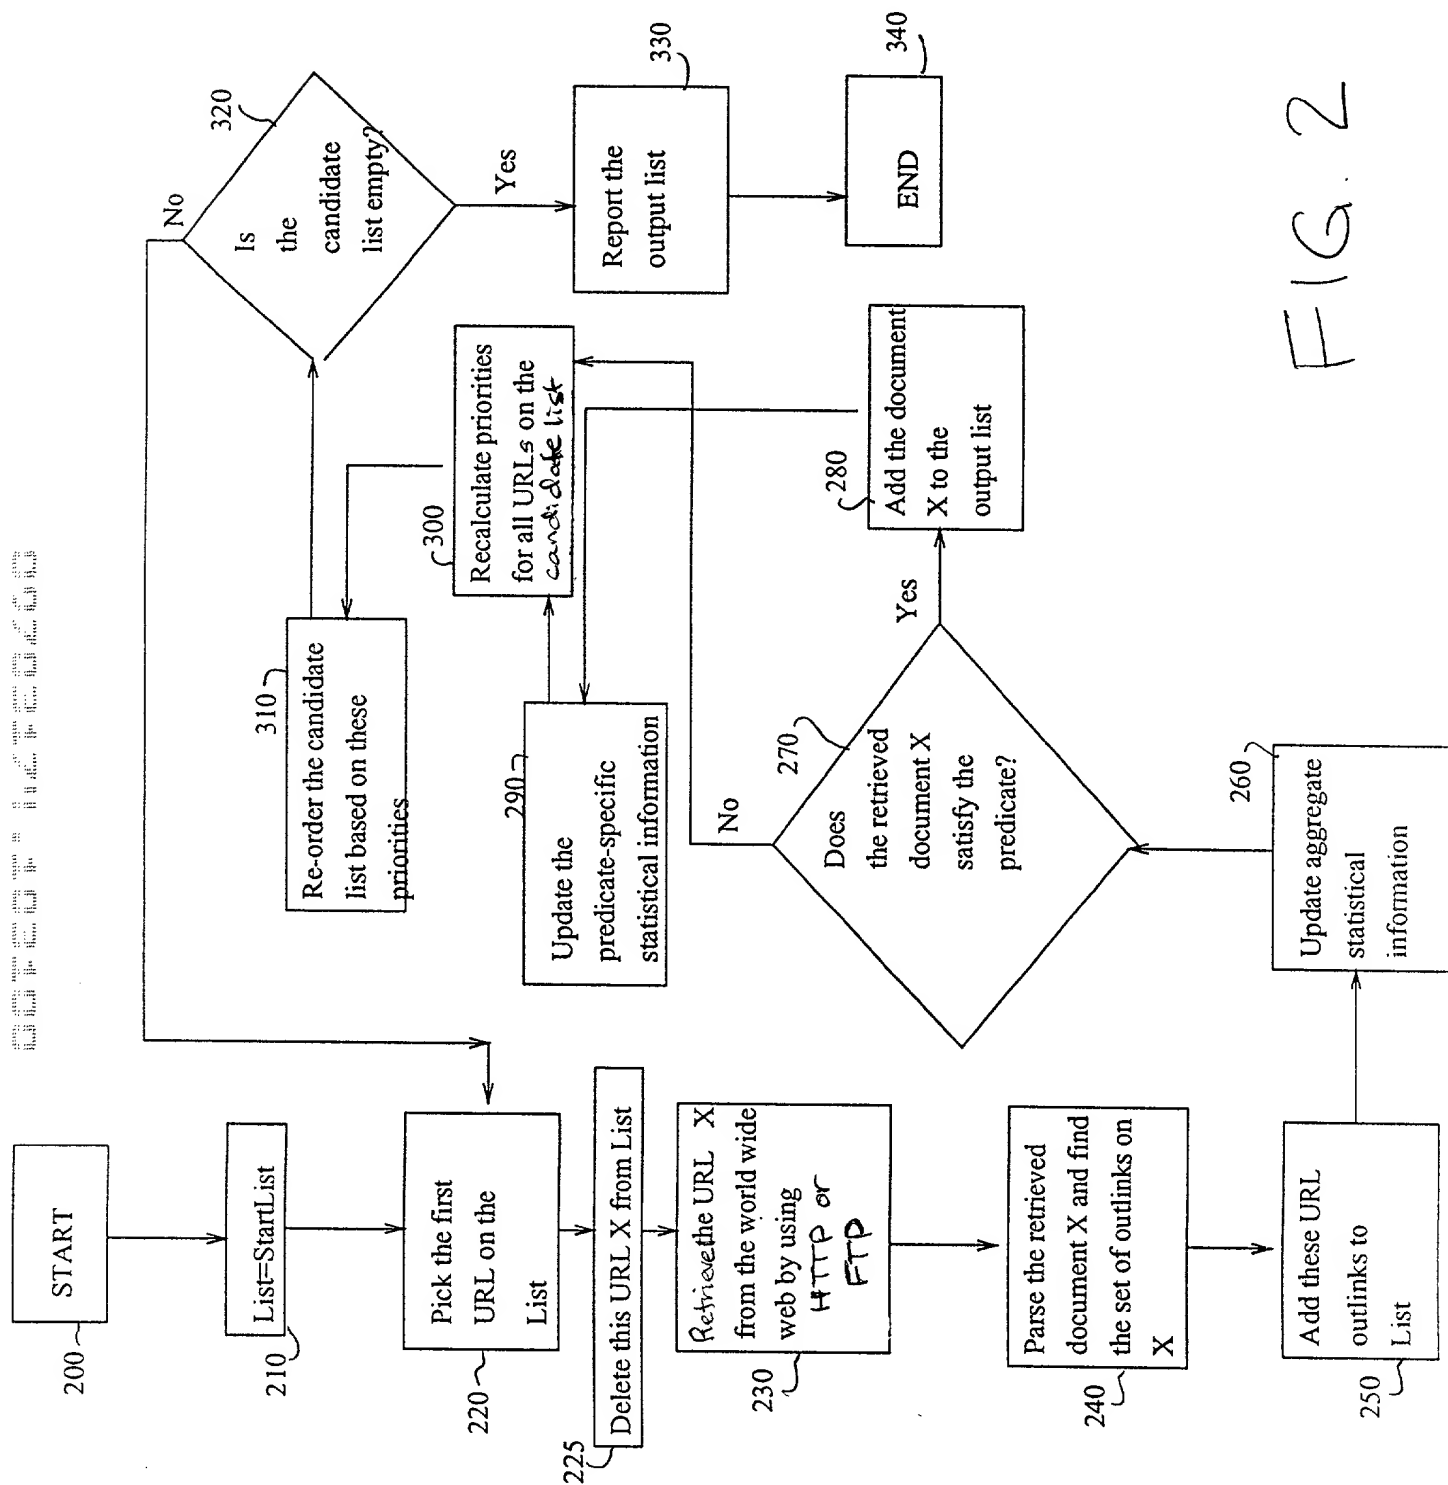 START
200
List=StartList
210
Pick the first
URL on the
List
220
Delete this URL X from List
225
Retrieve the URL X
from the world wide
web by using
HTTP or
FTP
230
Parse the retrieved
document X and find
the set of outlinks on
X
240
Add these URL
outlinks to
List
250
Update aggregate
statistical
information
260
Does
the retrieved
document X
satisfy the
predicate?
270
No
Yes
Add the document
X to the
output list
280
Update the
predicate-specific
statistical information
290
Recalculate priorities
for all URLs on the
candidate list
300
Re-order the candidate
list based on these
priorities
310
Is
the
candidate
list empty?
320
No
Yes
Report the
output list
330
END
340
FIG. 2